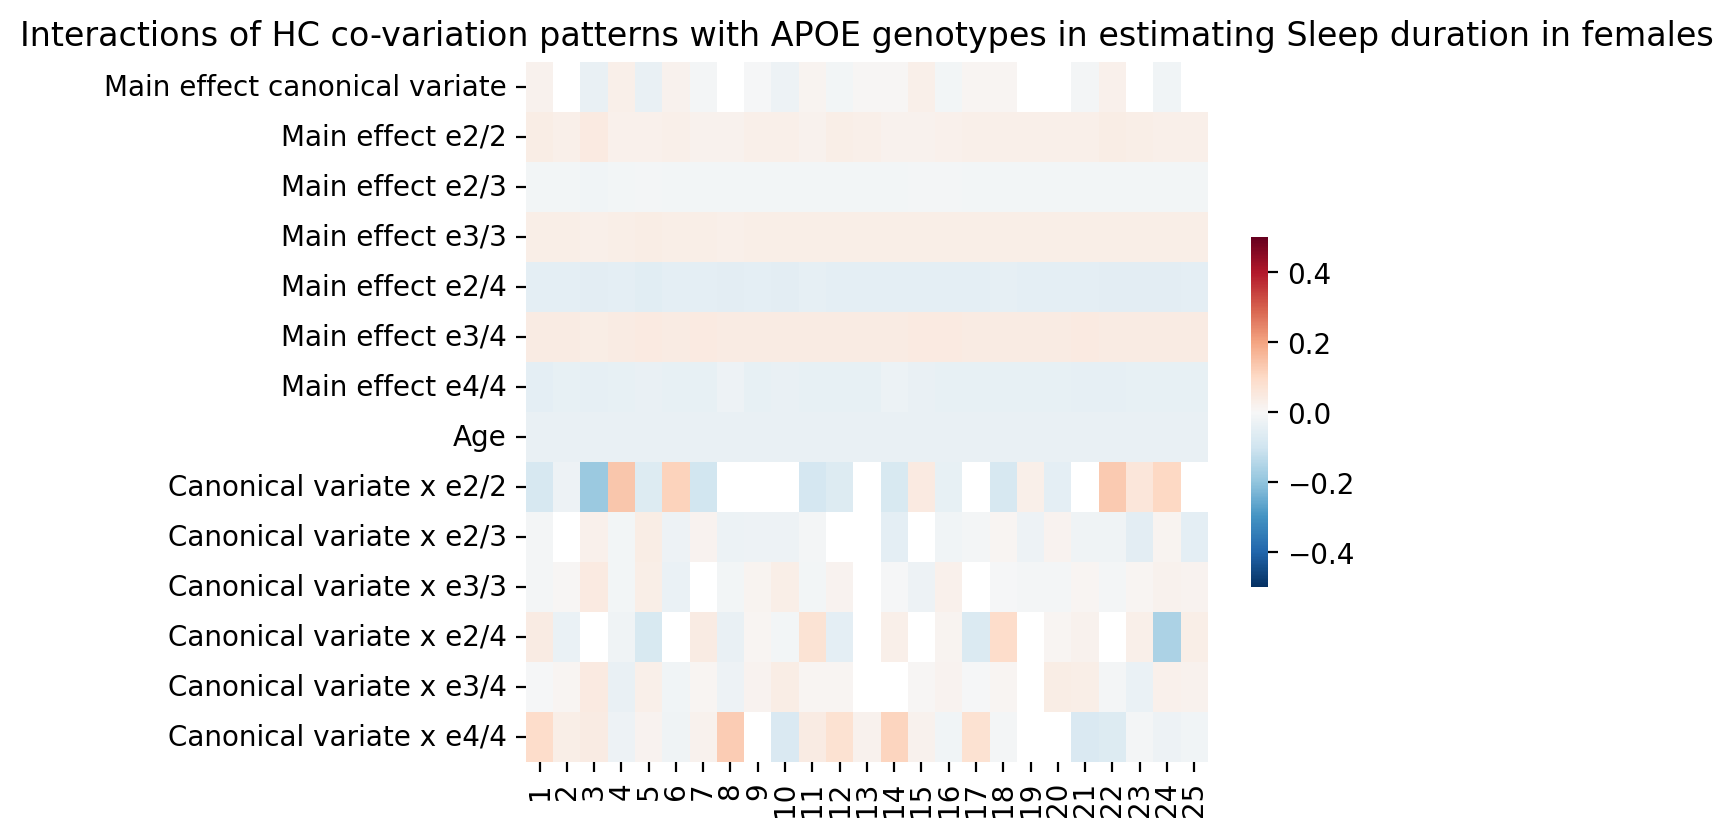 Interactions of HC co-variation patterns with APOE genotypes in estimating Sleep duration in females
Main effect canonical variate
Main effect e2/2
Main effect e2/3
Main effect e3/3
Main effect e2/4
Main effect e3/4
Main effect e4/4
Age
Canonical variate x e2/2
Canonical variate x e2/3
Canonical variate x e3/3
Canonical variate x e2/4
Canonical variate x e3/4
Canonical variate x e4/4
1 2 3 4 5 6 7 8 9 10 11 12 13 14 15 16 17 18 19 20 21 22 23 24 25
0.4
0.2
0.0
−0.2
−0.4